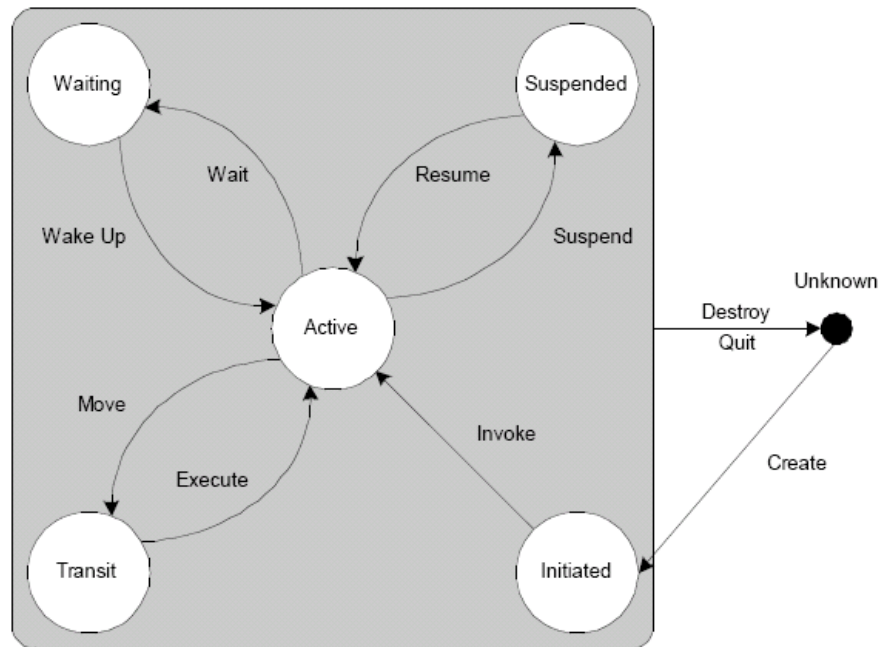 Waiting
Suspended
Wait
Resume
Wake Up
Suspend
Unknown
Active
Destroy
Quit
Move
Invoke
Execute
Create
Transit
Initiated